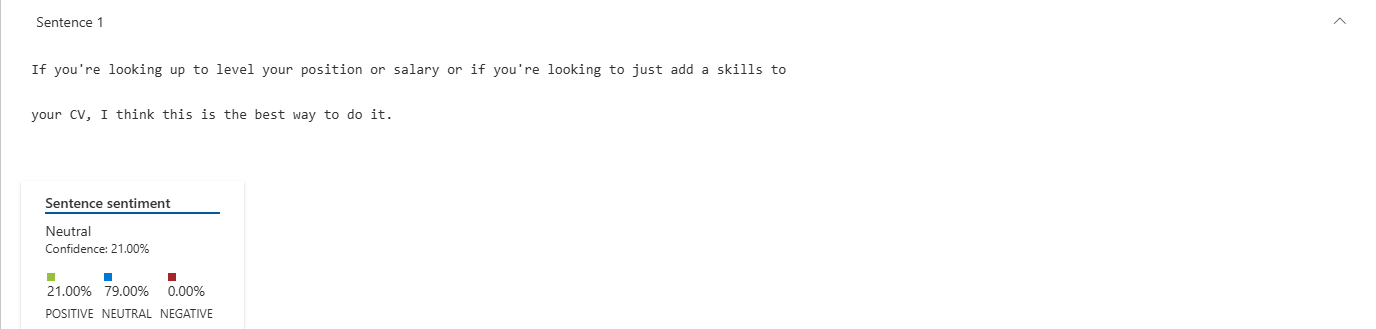 Sentence 1
If you're looking up to level your position or salary or if you're looking to just add a skills to
your CV, I think this is the best way to do it.
Sentence sentiment
Neutral
Confidence: 21.00%
21.00% 79.00% 0.00%
POSITIVE NEUTRAL NEGATIVE